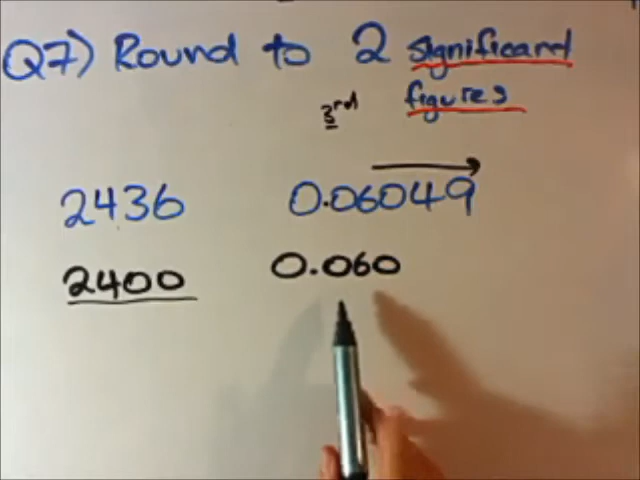 Q7) Round to 2 significant
figures
3rd
2436 0.06049
2400 0.060